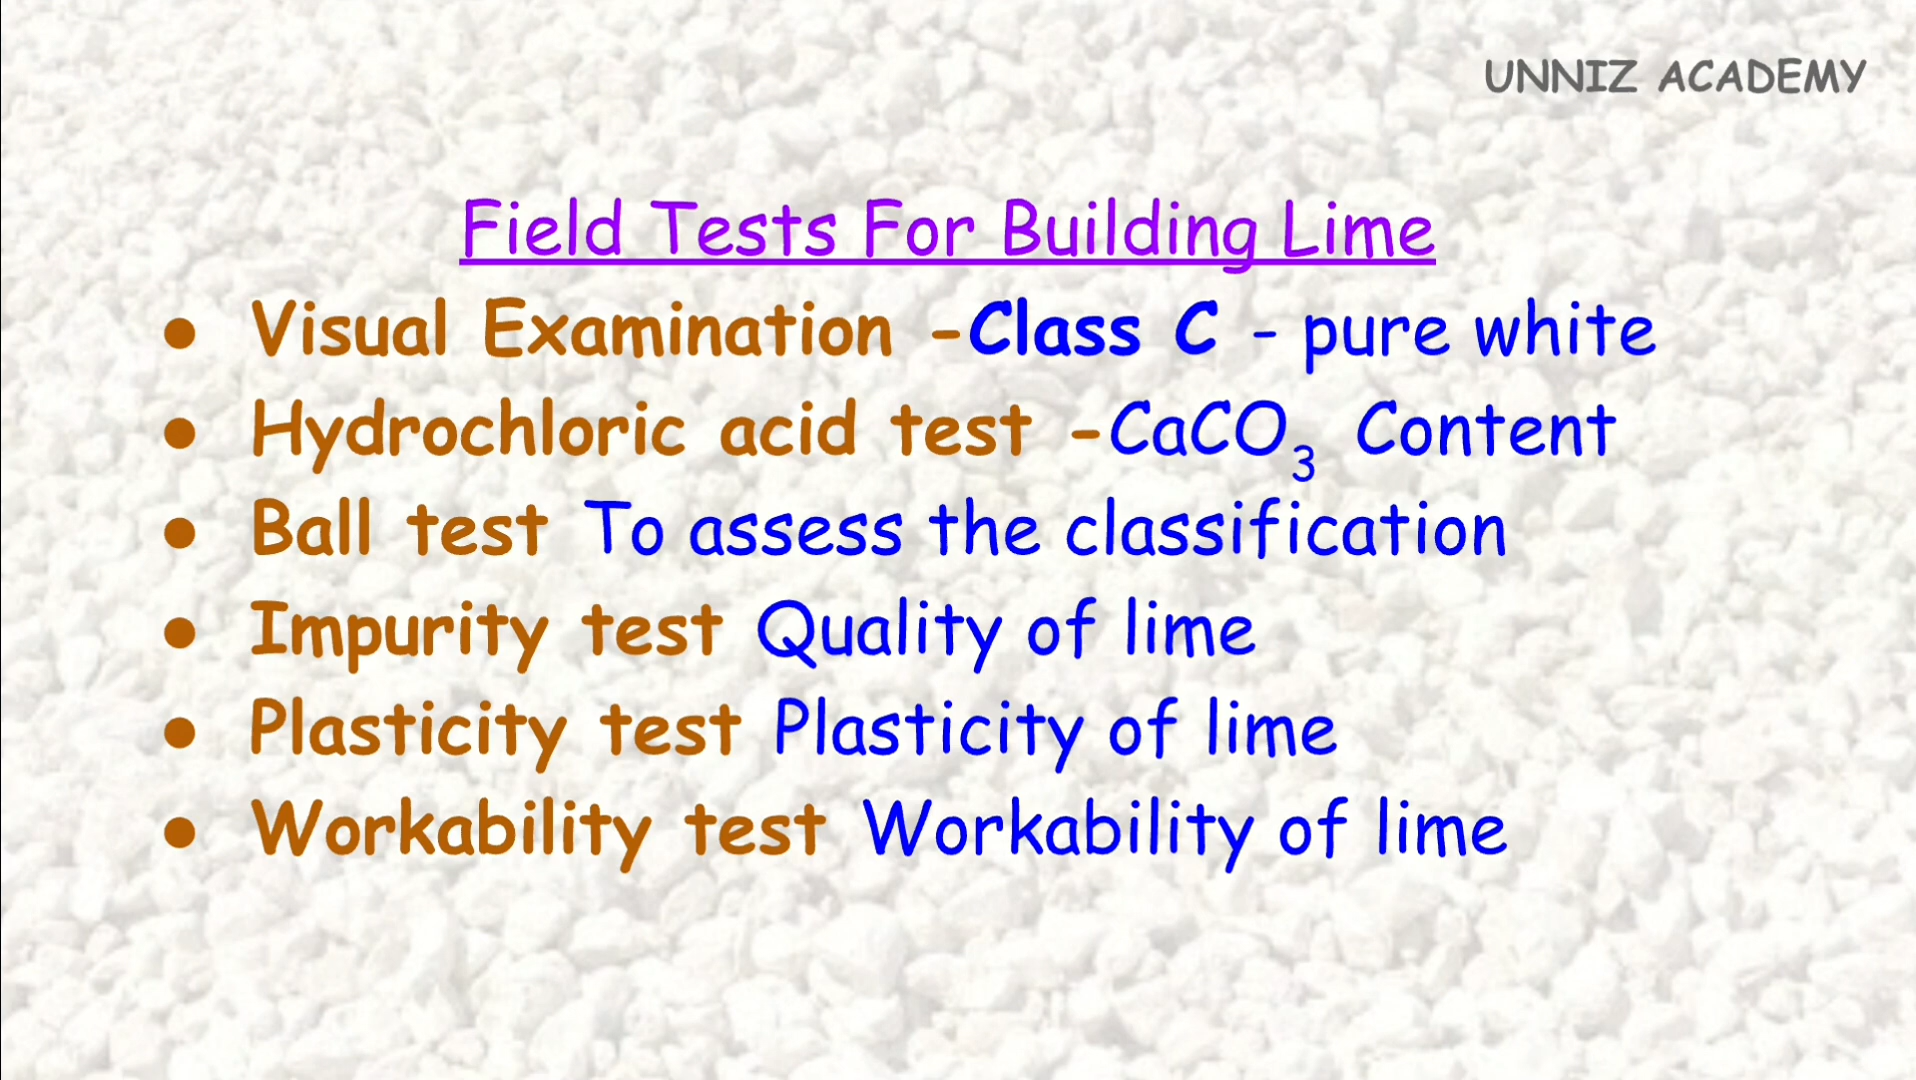 UNNIZ ACADEMY
Field Tests For Building Lime
● Visual Examination -Class C - pure white
● Hydrochloric acid test -CaCO₃ Content
● Ball test To assess the classification
● Impurity test Quality of lime
● Plasticity test Plasticity of lime
● Workability test Workability of lime